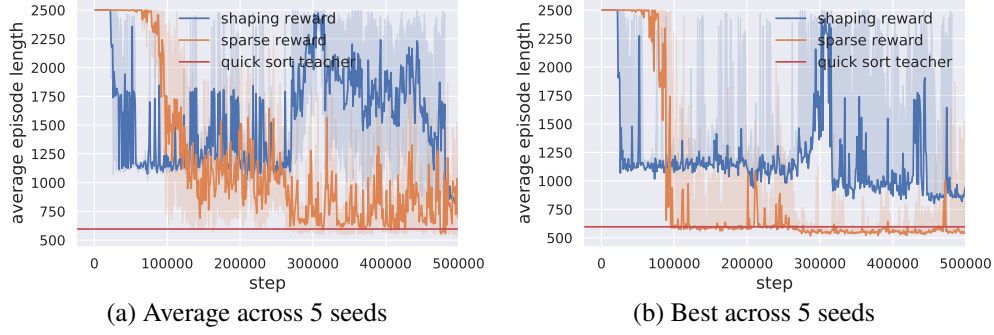 2500
2250
2000
1750
1500
1250
1000
750
500
average episode length
shaping reward
sparse reward
quick sort teacher
0 100000 200000 300000 400000 500000
step
(a) Average across 5 seeds
2500
2250
2000
1750
1500
1250
1000
750
500
average episode length
shaping reward
sparse reward
quick sort teacher
0 100000 200000 300000 400000 500000
step
(b) Best across 5 seeds